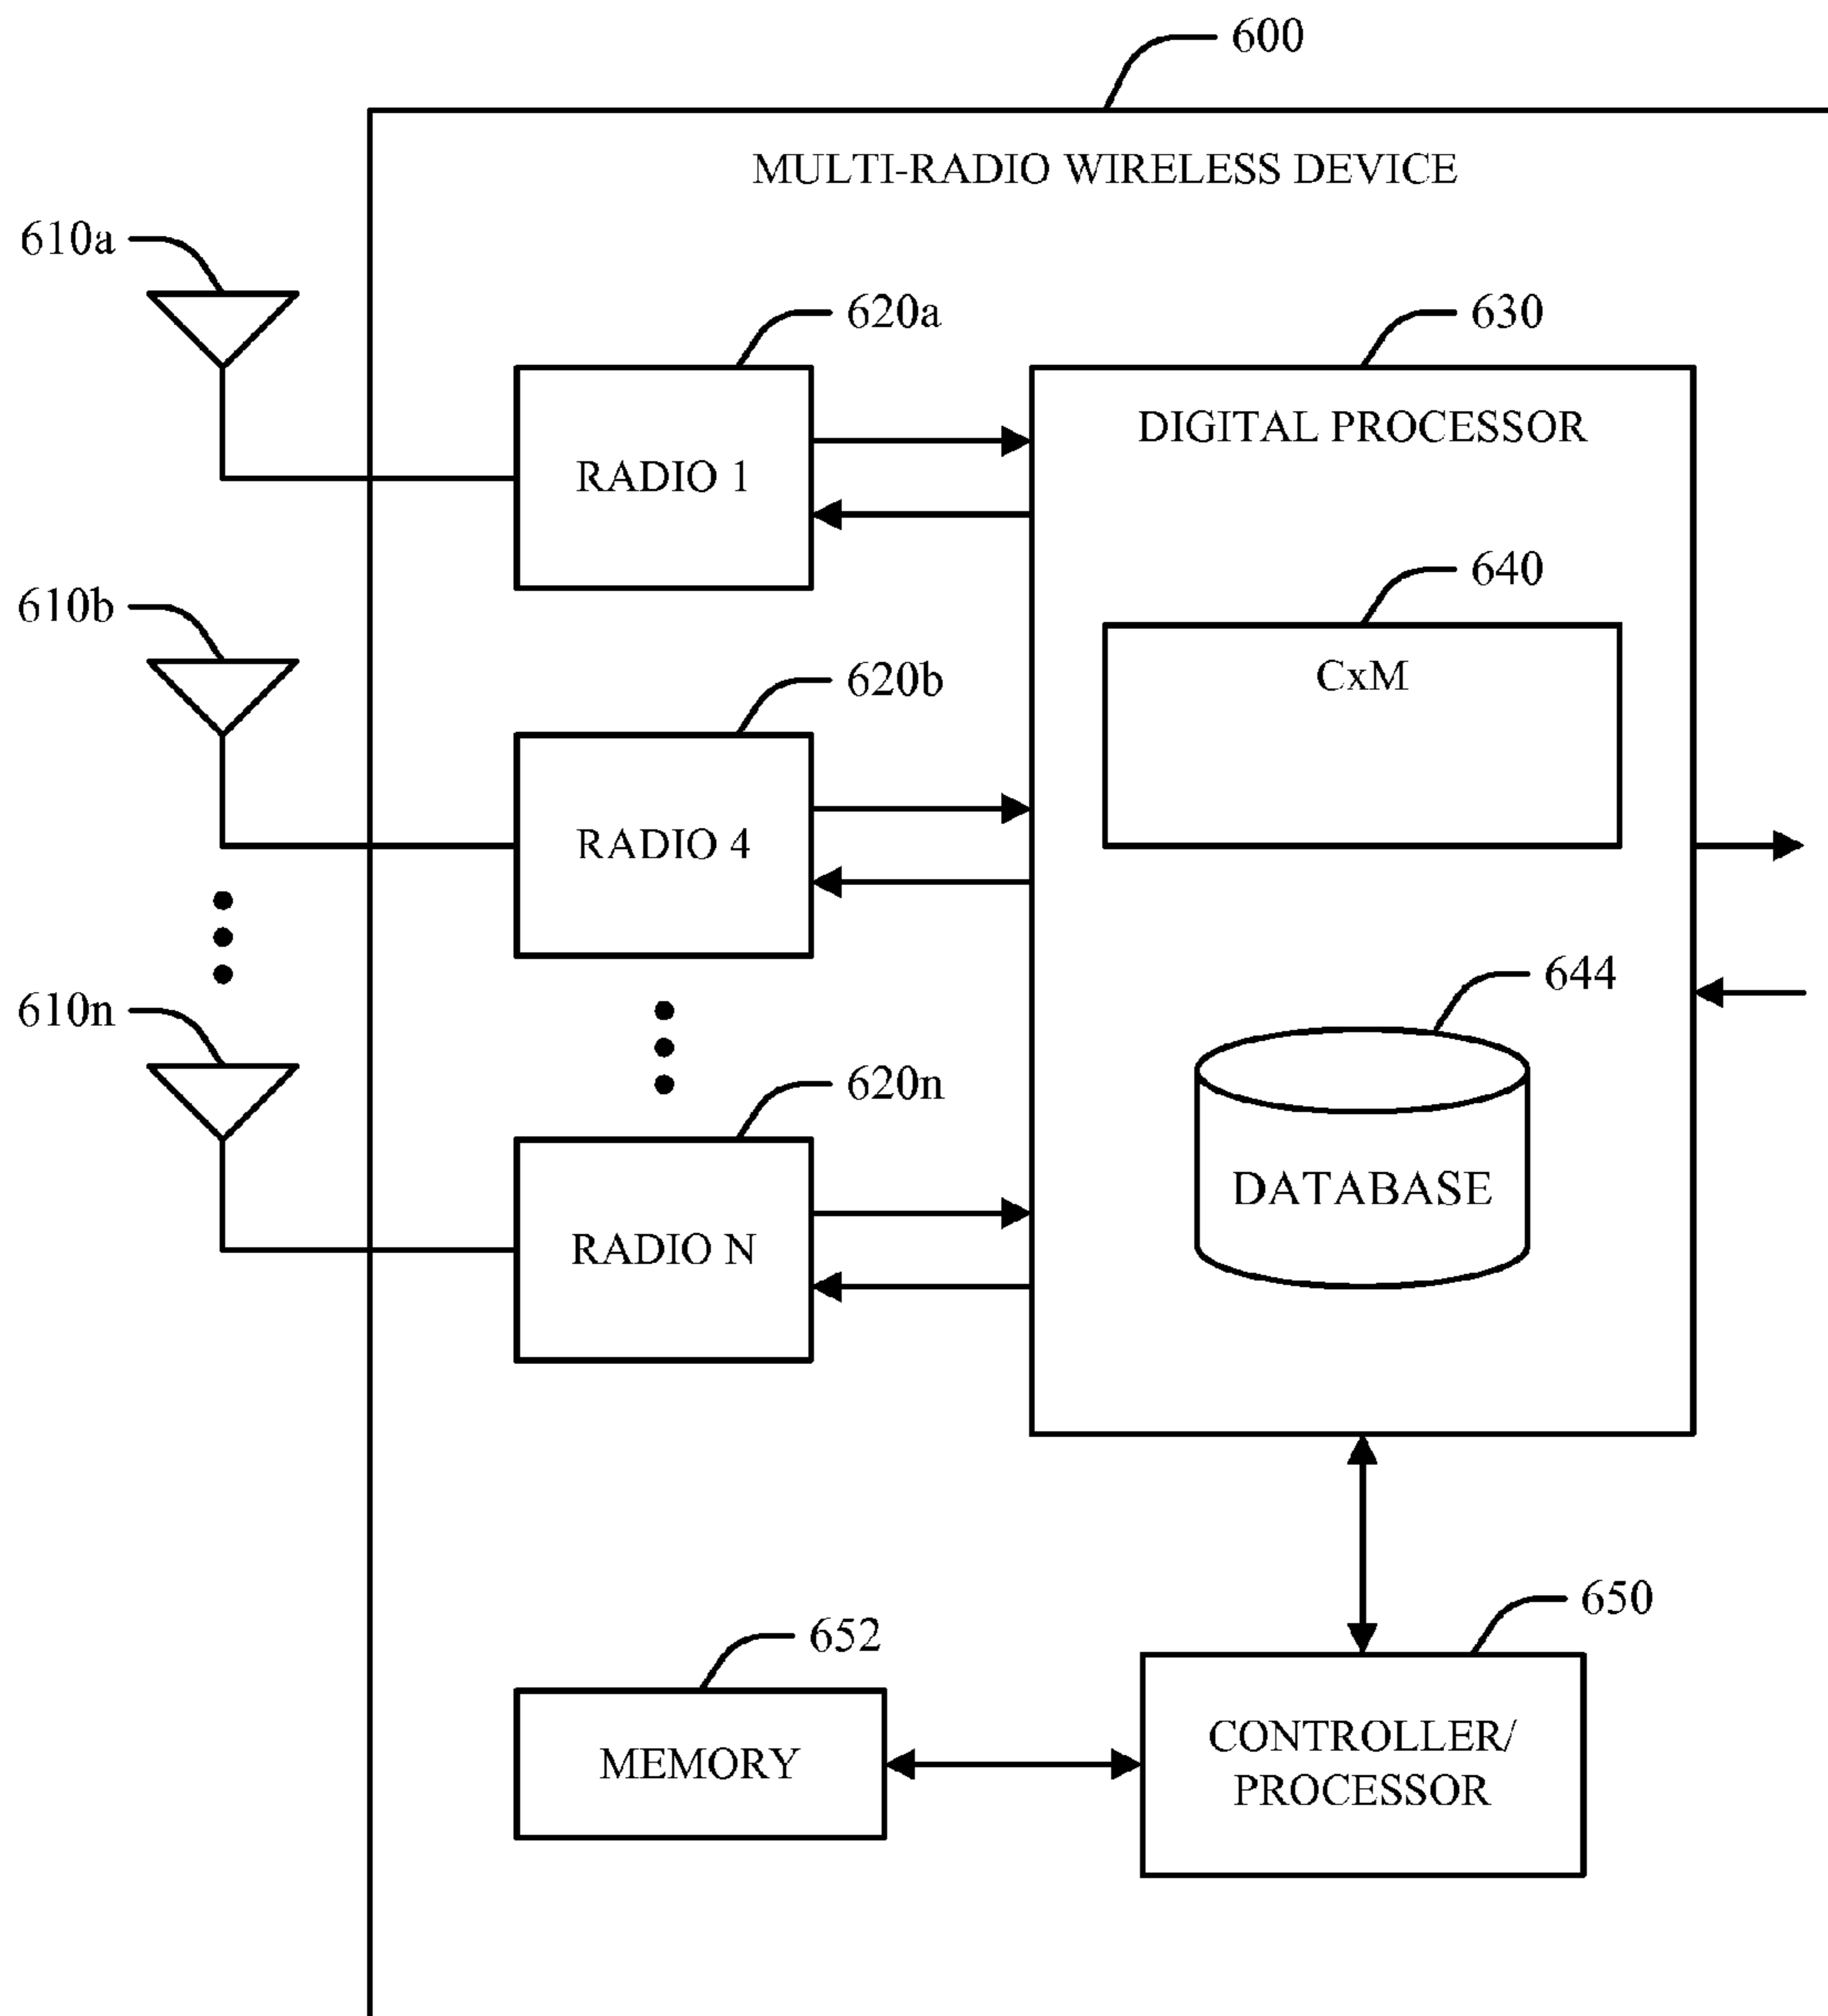 600
MULTI-RADIO WIRELESS DEVICE
610a
620a
630
DIGITAL PROCESSOR
RADIO 1
640
610b
CxM
620b
RADIO 4
644
610n
620n
DATABASE
RADIO N
650
652
CONTROLLER/
PROCESSOR
MEMORY